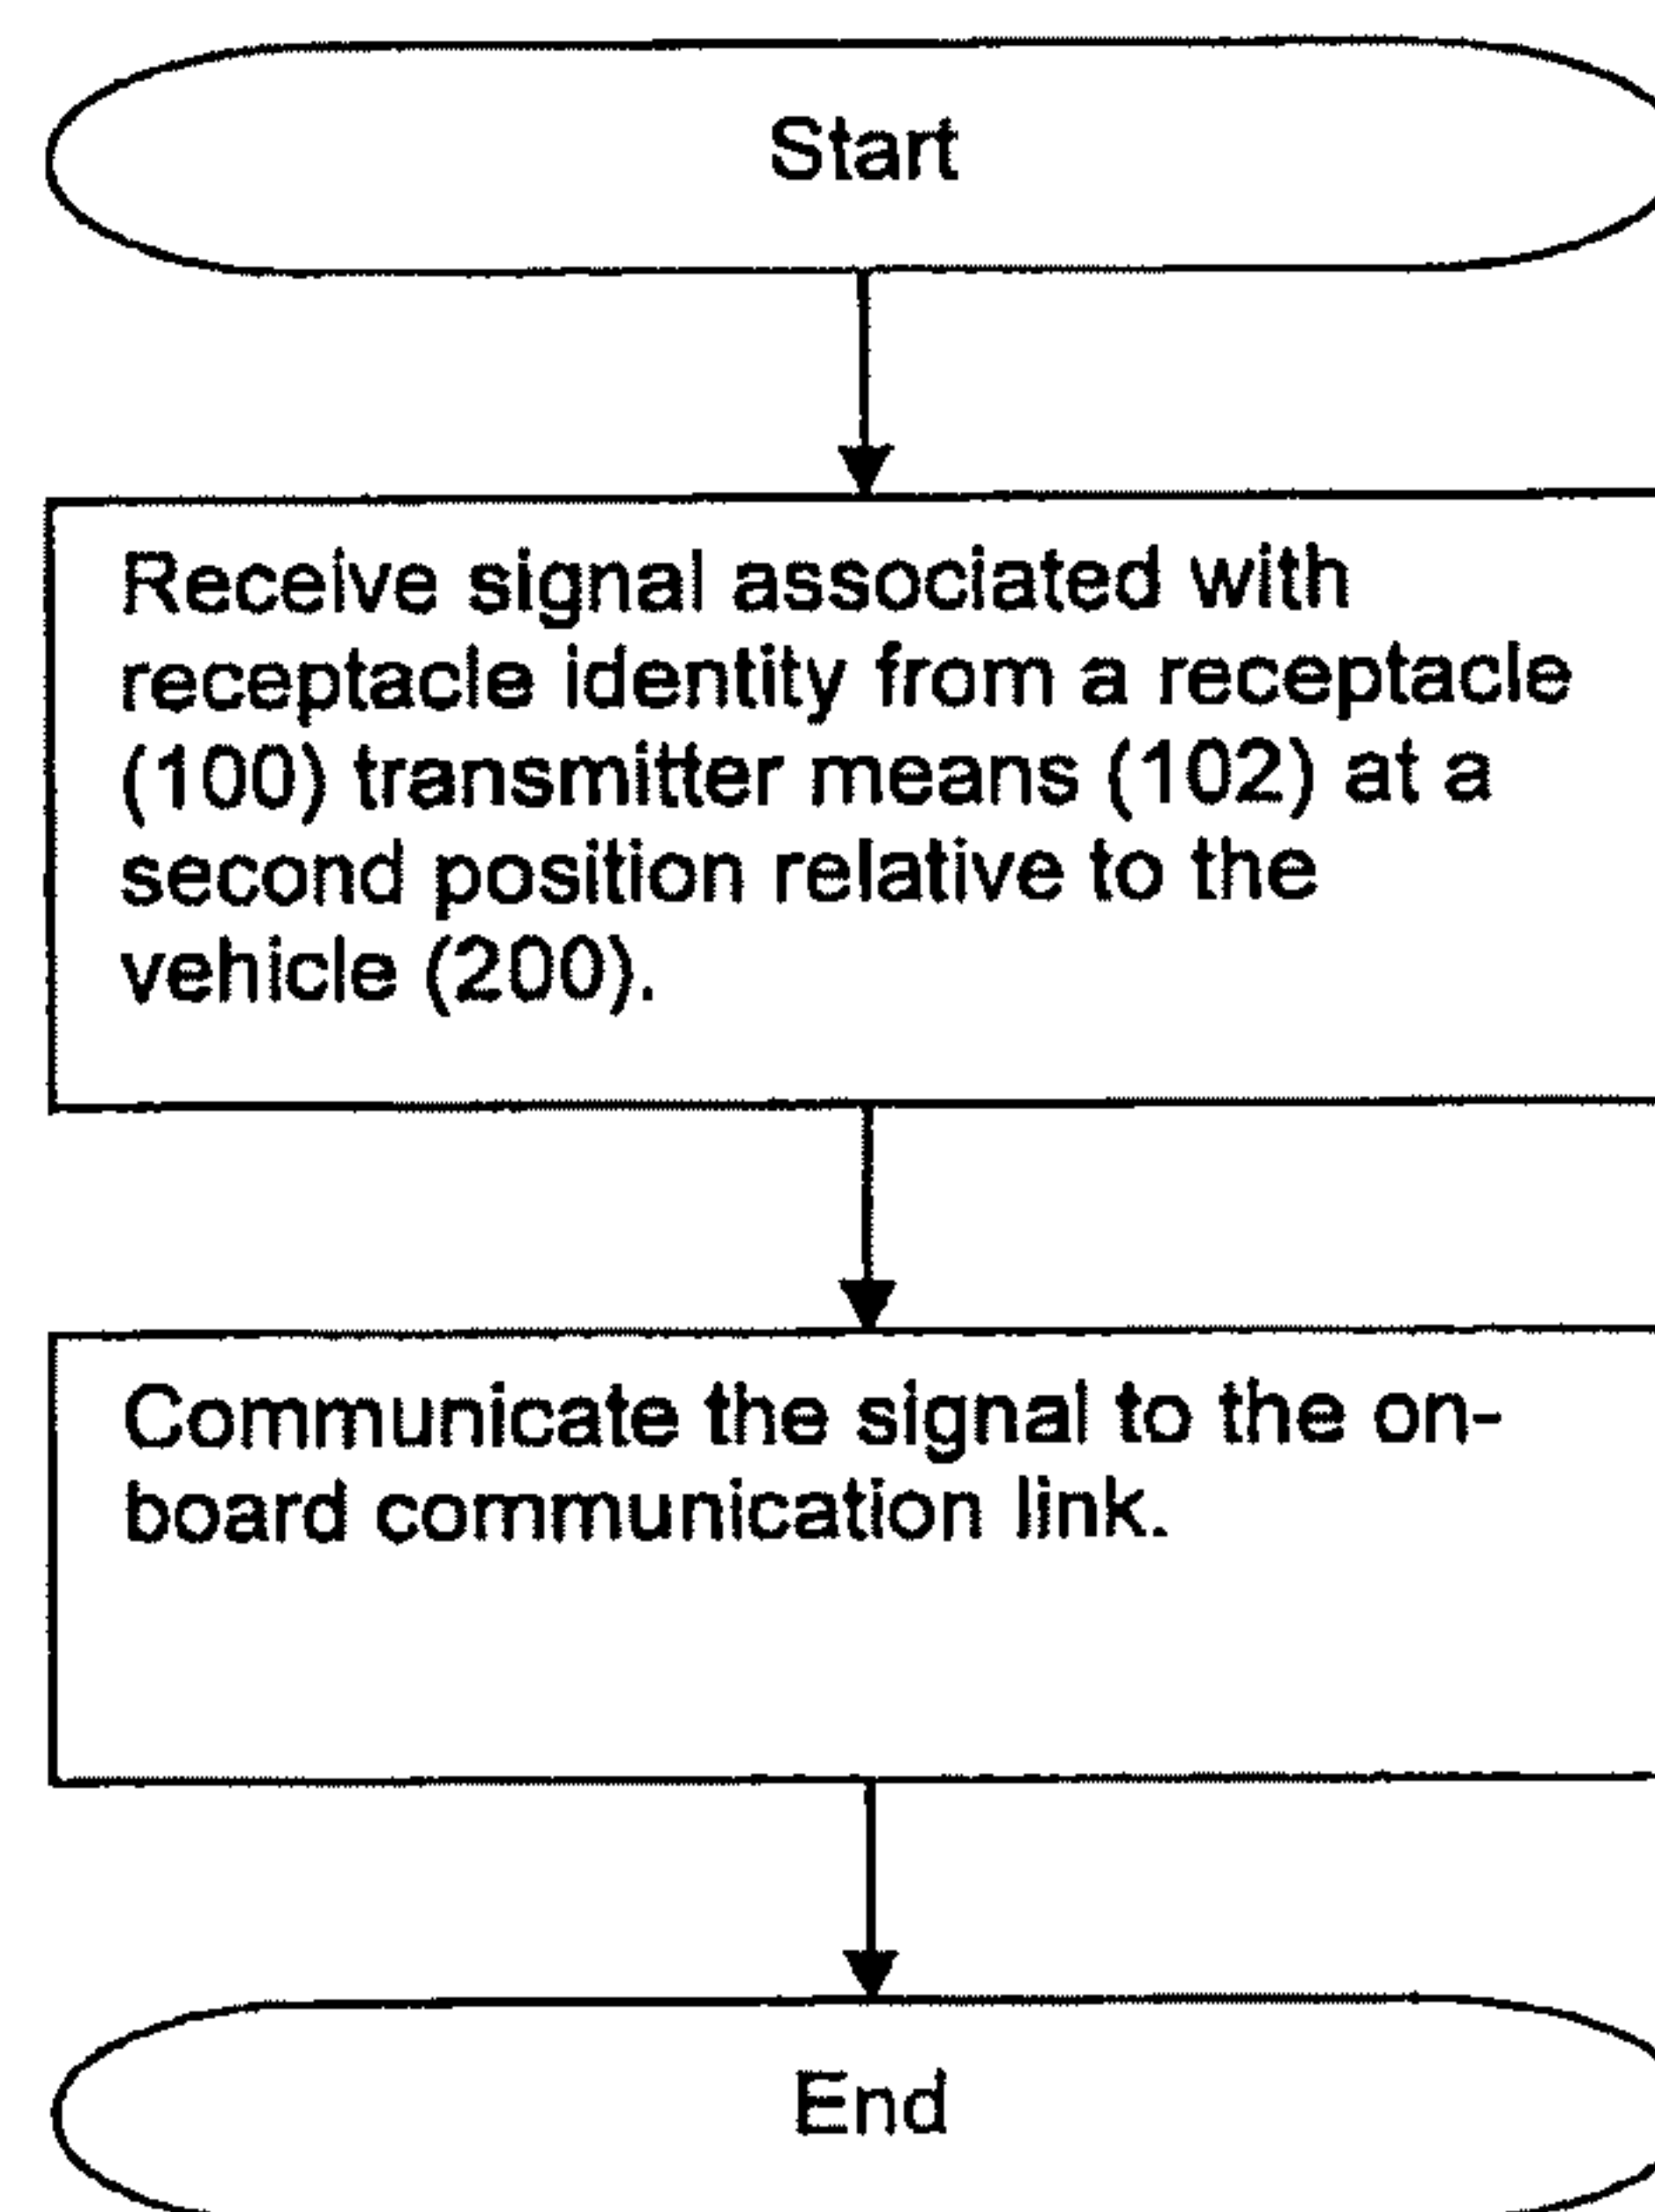 Start
Receive signal associated with
receptacle identity from a receptacle
(100) transmitter means (102) at a
second position relative to the
vehicle (200).
Communicate the signal to the on-
board communication link.
End